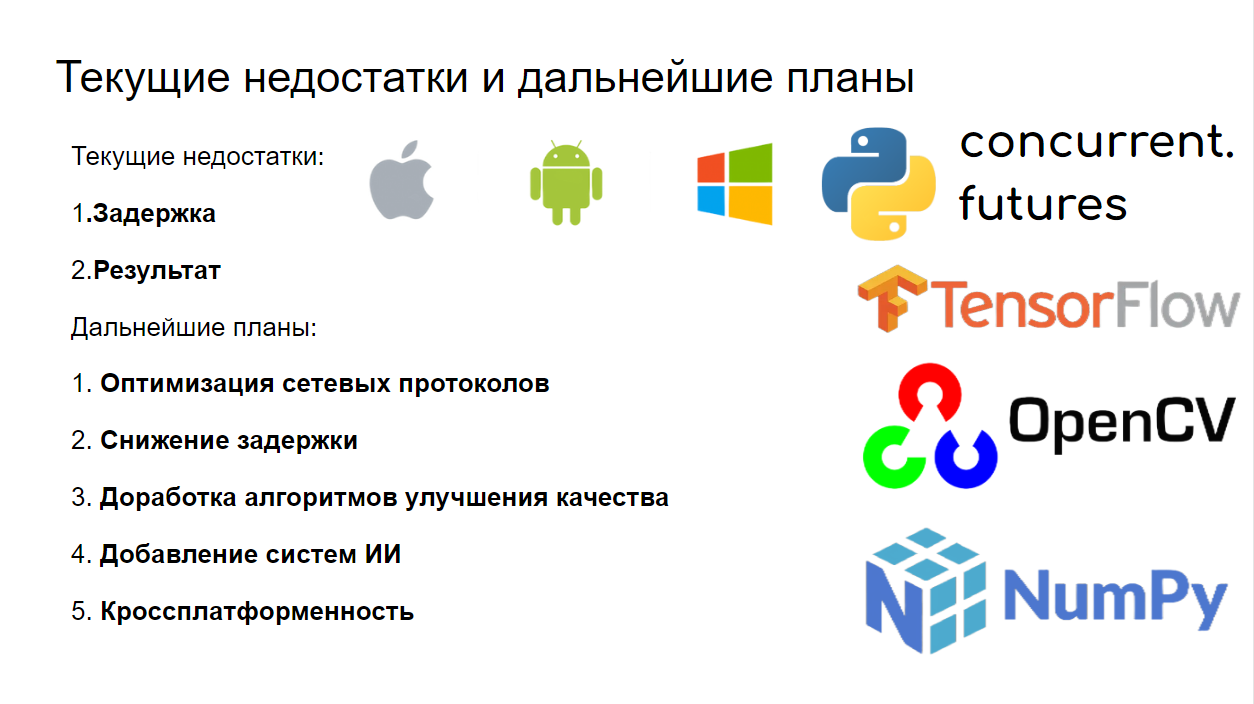 Текущие недостатки и дальнейшие планы
Текущие недостатки:
1.Задержка
2.Результат
Дальнейшие планы:
1. Оптимизация сетевых протоколов
2. Снижение задержки
3. Доработка алгоритмов улучшения качества
4. Добавление систем ИИ
5. Кроссплатформенность
concurrent.
futures
TensorFlow
OpenCV
NumPy